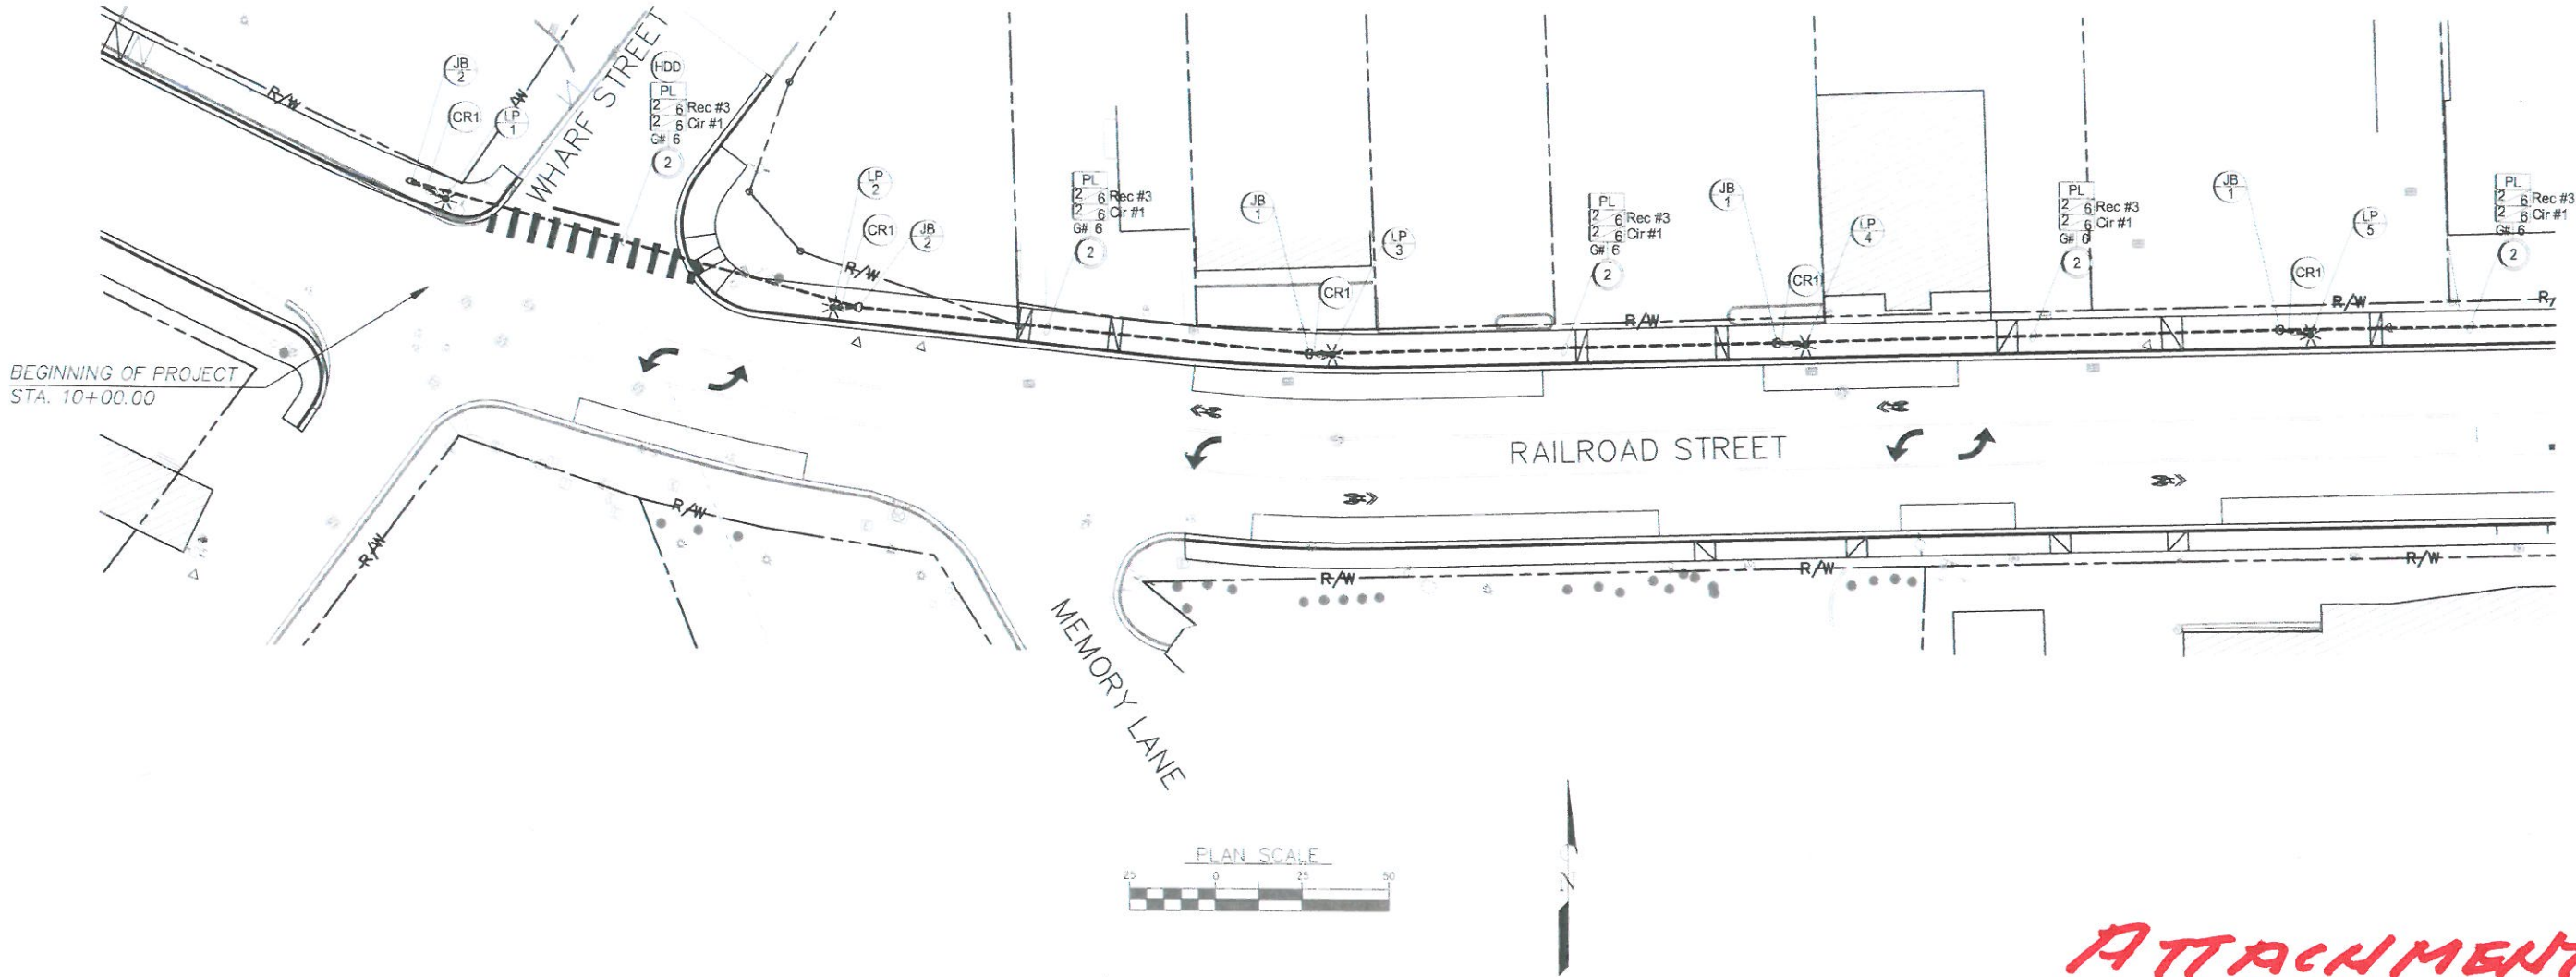 JB
2
CR1
LP
1
R/W
WHARF STREET
HDD
PL
2 6 Rec #3
2 6 Cir #1
G# 6
2
R/W
LP
2
CR1
JB
2
R/W
PL
2 6 Rec #3
2 6 Cir #1
G# 6
2
JB
1
CR1
LP
3
PL
2 6 Rec #3
2 6 Cir #1
G# 6
2
R/W
JB
1
CR1
LP
4
PL
2 6 Rec #3
2 6 Cir #1
G# 6
2
JB
1
CR1
LP
5
R/W
PL
2 6 Rec #3
2 6 Cir #1
G# 6
2
BEGINNING OF PROJECT
STA. 10+00.00
RAILROAD STREET
R/W
R/W
R/W
R/W
R/W
MEMORY LANE
PLAN SCALE
25 0 25 50
N
ATTACHMENT